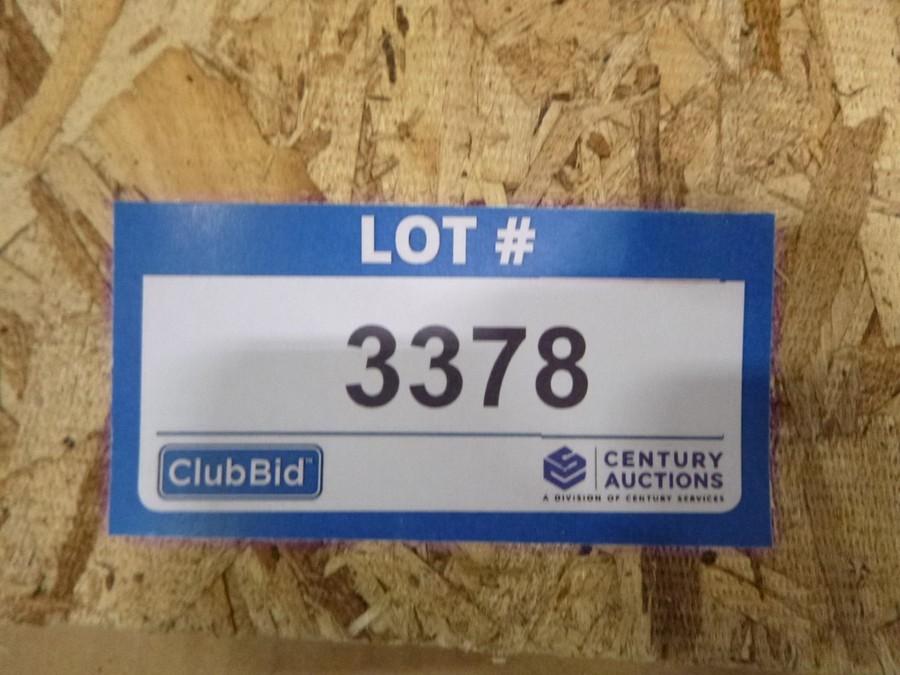 LOT #
3378
ClubBid™
CENTURY
AUCTIONS
A DIVISION OF CENTURY SERVICES